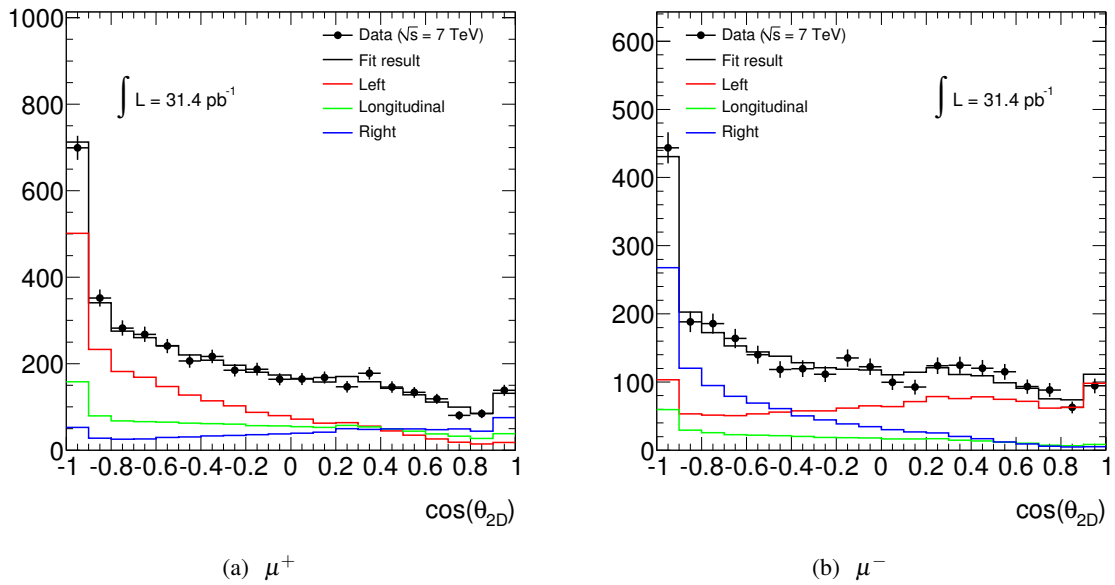 1000
800
600
400
200
0
Data (√s = 7 TeV)
Fit result
Left
Longitudinal
Right
∫ L = 31.4 pb⁻¹
-1 -0.8 -0.6 -0.4 -0.2 0 0.2 0.4 0.6 0.8 1
cos(θ₂D)
(a) μ⁺
600
500
400
300
200
100
0
Data (√s = 7 TeV)
Fit result
Left
Longitudinal
Right
∫ L = 31.4 pb⁻¹
-1 -0.8 -0.6 -0.4 -0.2 0 0.2 0.4 0.6 0.8 1
cos(θ₂D)
(b) μ⁻